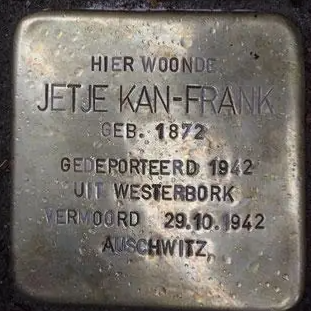 HIER WOONDE
JETJE KAN-FRANK
GEB. 1872
GEDEPORTEERD 1942
UIT WESTERBORK
VERMOORD 29.10.1942
AUSCHWITZ